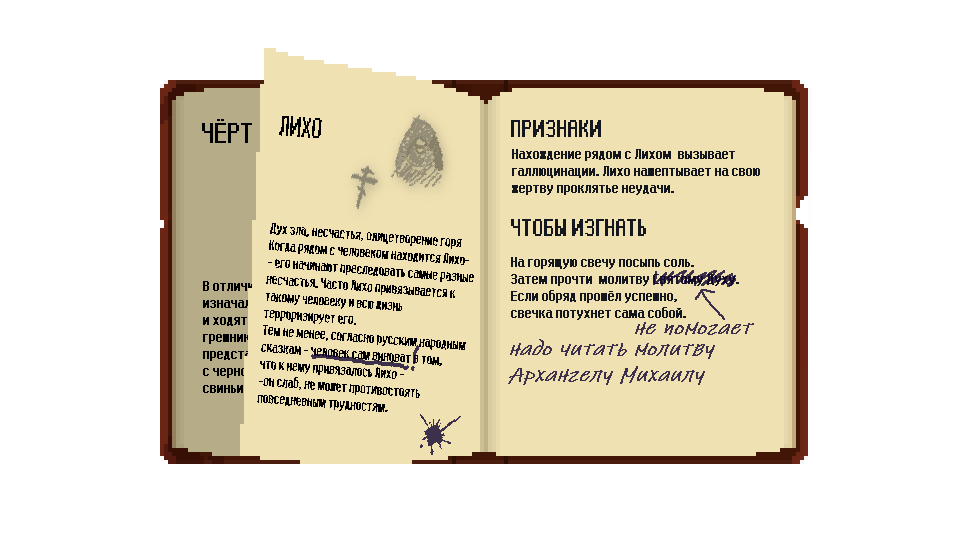 ЧЁРТ
В отличи
изначал
и ходят
грешник
предста
с черно
свиньи
ЛИХО
Дух зла, несчастья, олицетворение горя
Когда рядом с человеком находится Лихо-
- его начинают преследовать самые разные
несчастья. Часто Лихо привязывается к
такому человеку и всю жизнь
терроризирует его.
Тем не менее, согласно русским народным
сказкам - человек сам виноват в том,
что к нему привязалось Лихо -
-он слаб, не может противостоять
повседневным трудностям.
ПРИЗНАКИ
Нахождение рядом с Лихом вызывает
галлюцинации. Лихо нашептывает на свою
жертву проклятье неудачи.
ЧТОБЫ ИЗГНАТЬ
На горящую свечу посыпь соль.
Затем прочти молитву
Если обряд прошёл успешно,
свечка потухнет сама собой.
не помогает
надо читать молитву
Архангелу Михаилу